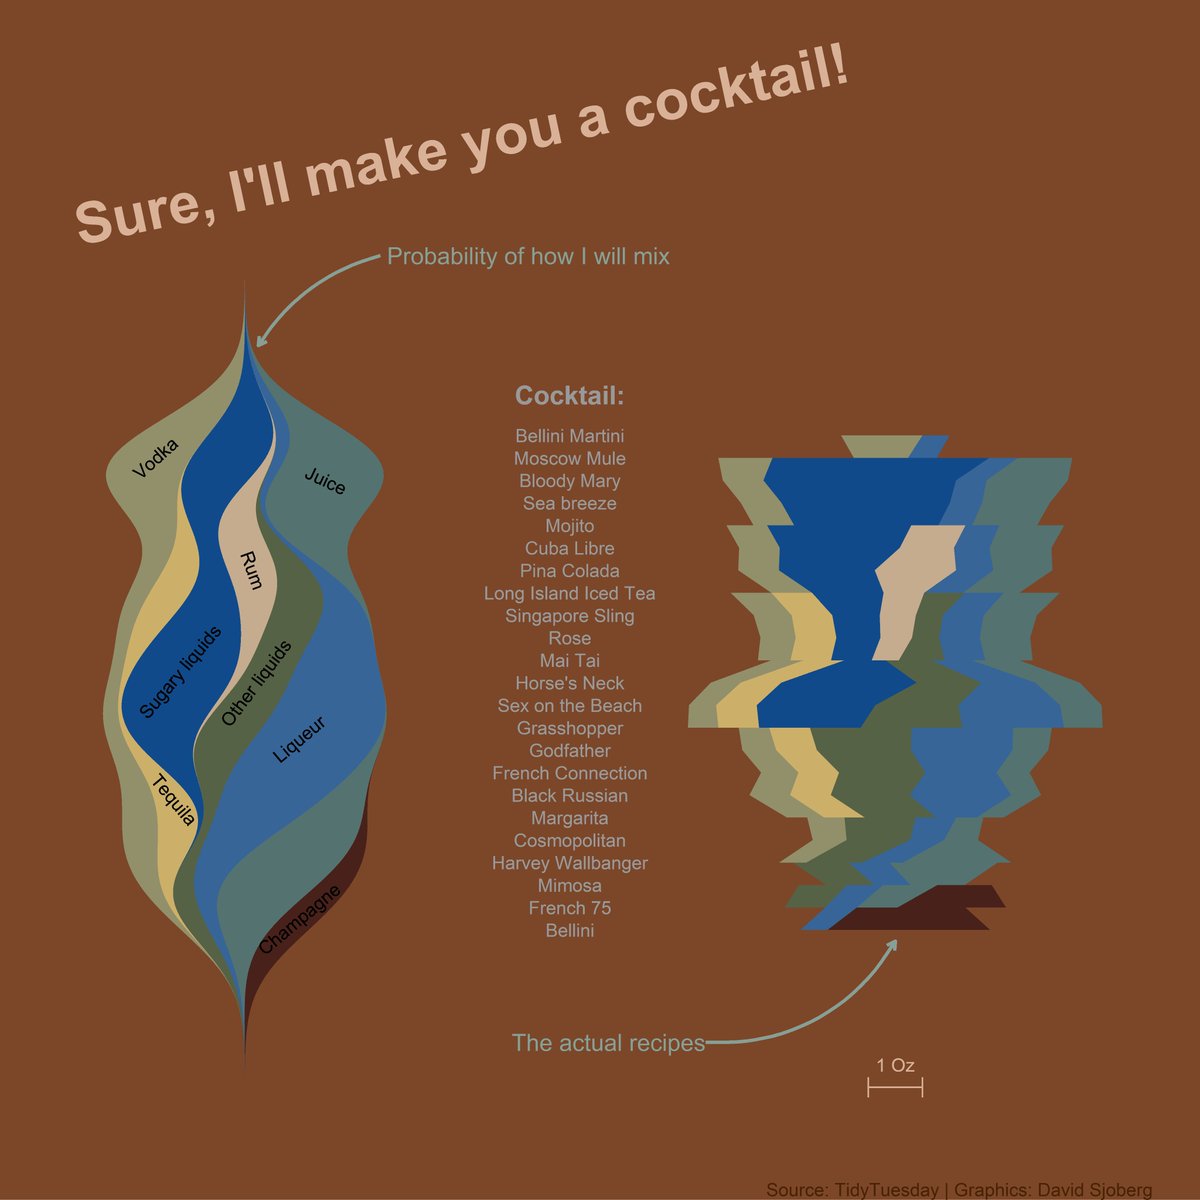 Sure, I'll make you a cocktail!
Probability of how I will mix
Vodka
Juice
Rum
Sugary liquids
Other liquids
Liqueur
Tequila
Champagne
Cocktail:
Bellini Martini
Moscow Mule
Bloody Mary
Sea breeze
Mojito
Cuba Libre
Pina Colada
Long Island Iced Tea
Singapore Sling
Rose
Mai Tai
Horse's Neck
Sex on the Beach
Grasshopper
Godfather
French Connection
Black Russian
Margarita
Cosmopolitan
Harvey Wallbanger
Mimosa
French 75
Bellini
The actual recipes
1 Oz
Source: TidyTuesday | Graphics: David Sjoberg